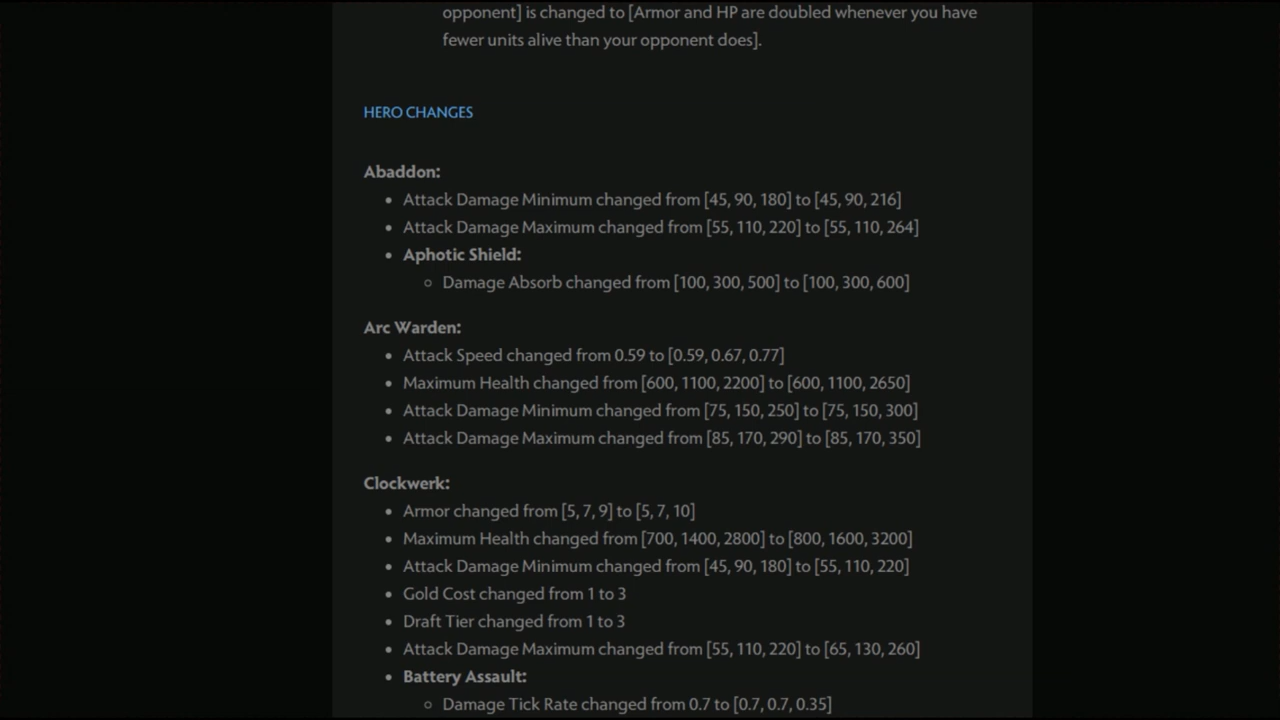 opponent] is changed to [Armor and HP are doubled whenever you have
fewer units alive than your opponent does].
HERO CHANGES
Abaddon:
• Attack Damage Minimum changed from [45, 90, 180] to [45, 90, 216]
• Attack Damage Maximum changed from [55, 110, 220] to [55, 110, 264]
• Aphotic Shield:
○ Damage Absorb changed from [100, 300, 500] to [100, 300, 600]
Arc Warden:
• Attack Speed changed from 0.59 to [0.59, 0.67, 0.77]
• Maximum Health changed from [600, 1100, 2200] to [600, 1100, 2650]
• Attack Damage Minimum changed from [75, 150, 250] to [75, 150, 300]
• Attack Damage Maximum changed from [85, 170, 290] to [85, 170, 350]
Clockwerk:
• Armor changed from [5, 7, 9] to [5, 7, 10]
• Maximum Health changed from [700, 1400, 2800] to [800, 1600, 3200]
• Attack Damage Minimum changed from [45, 90, 180] to [55, 110, 220]
• Gold Cost changed from 1 to 3
• Draft Tier changed from 1 to 3
• Attack Damage Maximum changed from [55, 110, 220] to [65, 130, 260]
• Battery Assault:
○ Damage Tick Rate changed from 0.7 to [0.7, 0.7, 0.35]